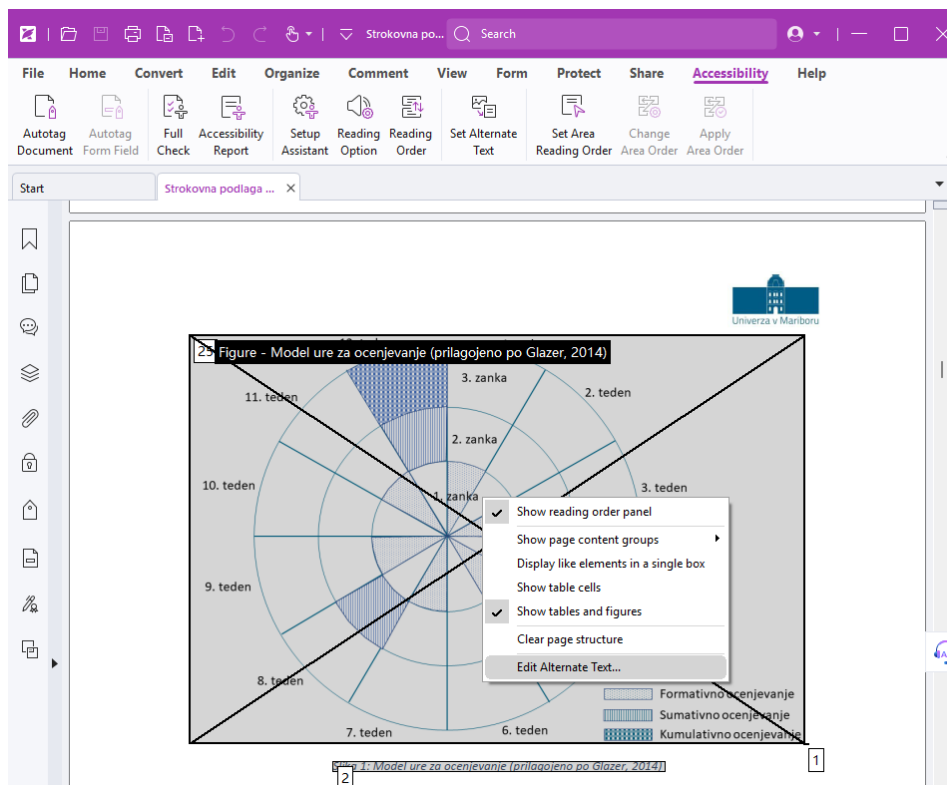 Strokovna po...
Search
File Home Convert Edit Organize Comment View Form Protect Share Accessibility Help
Autotag Document
Autotag Form Field
Full Check
Accessibility Report
Setup Assistant
Reading Option
Reading Order
Set Alternate Text
Set Area Reading Order
Change Area Order
Apply Area Order
Start
Strokovna podlaga ...
Univerza v Mariboru
25 Figure - Model ure za ocenjevanje (prilagojeno po Glazer, 2014)
3. zanka
2. teden
11. teden
2. zanka
10. teden
1. zanka
3. teden
Show reading order panel
Show page content groups
Display like elements in a single box
Show table cells
Show tables and figures
Clear page structure
Edit Alternate Text...
9. teden
8. teden
7. teden
6. teden
Formativno ocenjevanje
Sumativno ocenjevanje
Kumulativno ocenjevanje
1
Slika 1: Model ure za ocenjevanje (prilagojeno po Glazer, 2014)
2